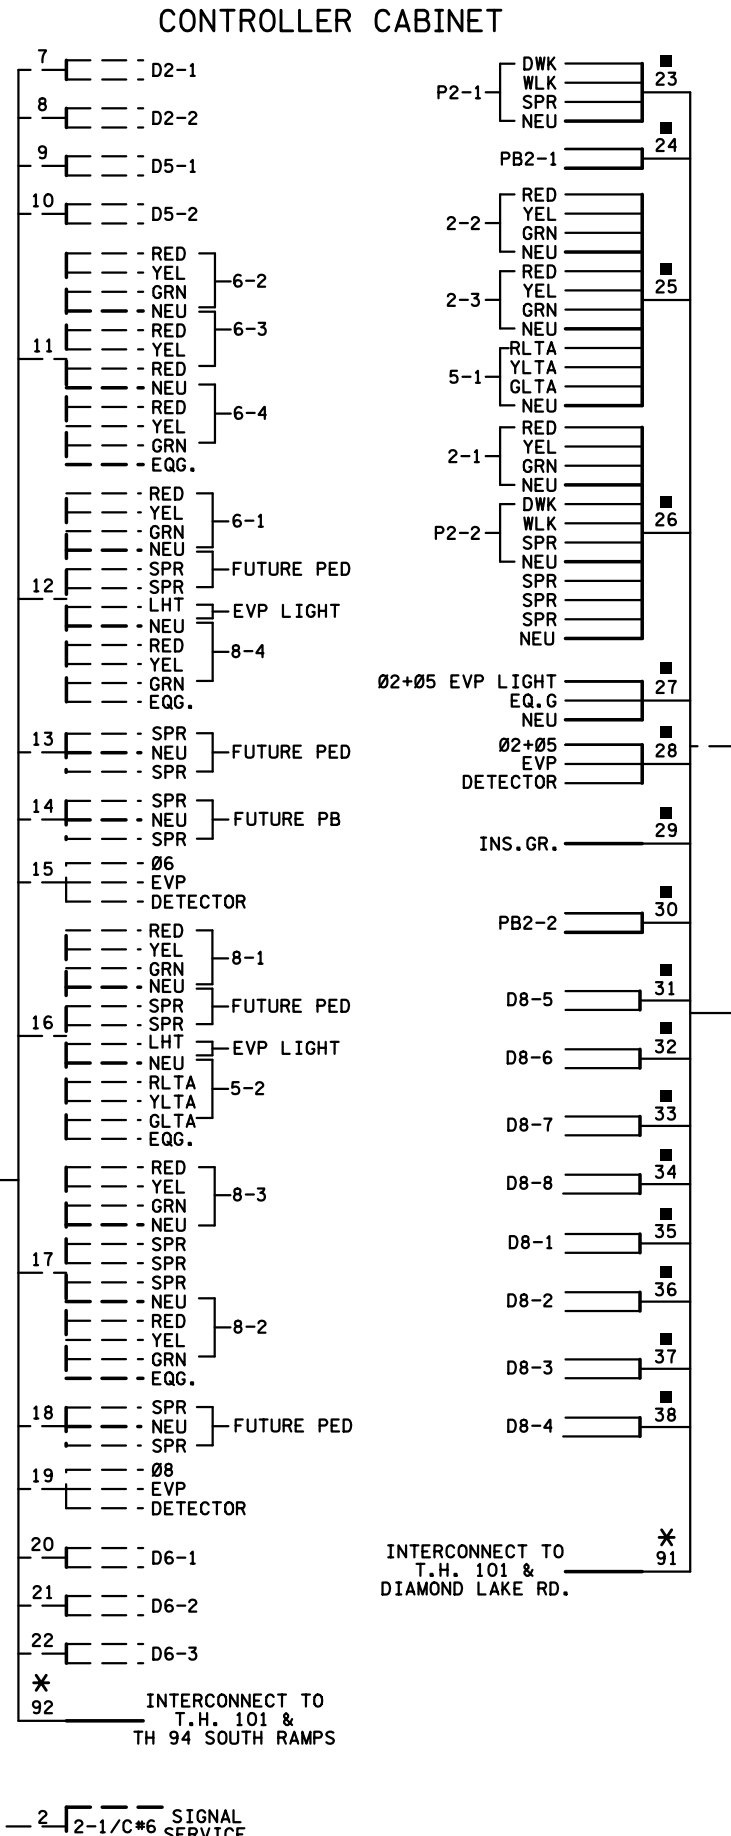 CONTROLLER CABINET
7
D2-1
8
D2-2
9
D5-1
10
D5-2
11
RED
YEL
GRN
NEU
6-2
RED
YEL
RED
NEU
6-3
RED
YEL
GRN
EQG.
6-4
12
RED
YEL
GRN
NEU
6-1
SPR
SPR
FUTURE PED
LHT
NEU
EVP LIGHT
RED
YEL
GRN
EQG.
8-4
13
SPR
NEU
SPR
FUTURE PED
14
SPR
NEU
SPR
FUTURE PB
15
Ø6
EVP
DETECTOR
16
RED
YEL
GRN
NEU
8-1
SPR
SPR
FUTURE PED
LHT
NEU
EVP LIGHT
RLTA
YLTA
GLTA
EQG.
5-2
17
RED
YEL
GRN
NEU
8-3
SPR
SPR
SPR
NEU
RED
YEL
GRN
EQG.
8-2
18
SPR
NEU
SPR
FUTURE PED
19
Ø8
EVP
DETECTOR
20
D6-1
21
D6-2
22
D6-3
*
92
INTERCONNECT TO
T.H. 101 &
TH 94 SOUTH RAMPS
2
2-1/C#6
SIGNAL
SERVICE
P2-1
DWK
WLK
SPR
NEU
23
PB2-1
24
2-2
RED
YEL
GRN
NEU
2-3
RED
YEL
GRN
NEU
5-1
RLTA
YLTA
GLTA
NEU
25
2-1
RED
YEL
GRN
NEU
P2-2
DWK
WLK
SPR
NEU
SPR
SPR
SPR
NEU
26
Ø2+Ø5 EVP LIGHT
EQ.G
NEU
27
Ø2+Ø5
EVP
DETECTOR
28
INS.GR.
29
PB2-2
30
D8-5
31
D8-6
32
D8-7
33
D8-8
34
D8-1
35
D8-2
36
D8-3
37
D8-4
38
INTERCONNECT TO
T.H. 101 &
DIAMOND LAKE RD.
*
91